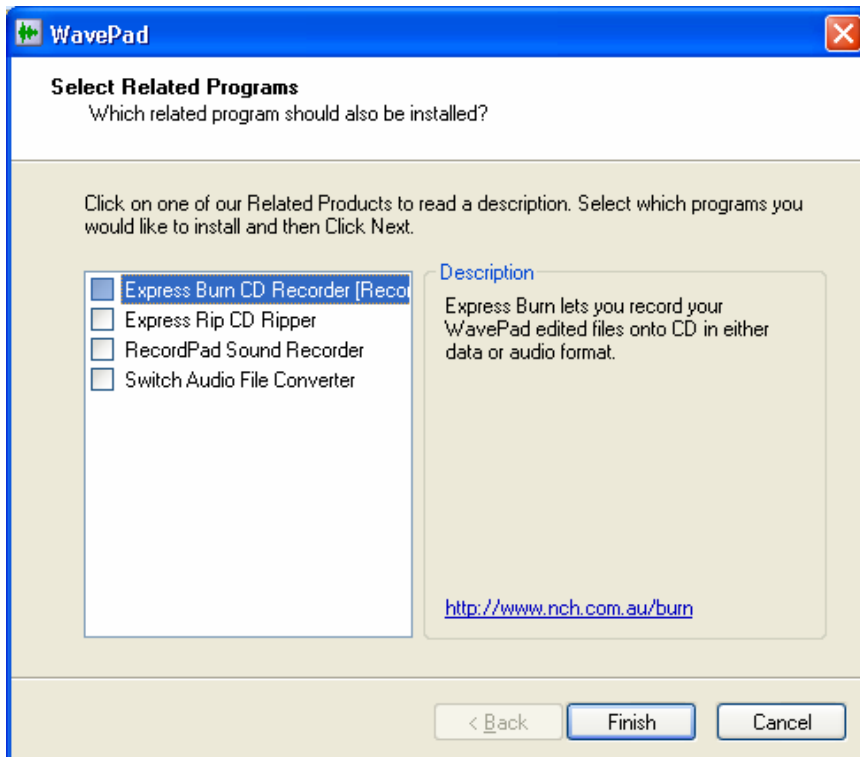 WavePad
Select Related Programs
Which related program should also be installed?
Click on one of our Related Products to read a description. Select which programs you
would like to install and then Click Next.
Express Burn CD Recorder [Recor
Express Rip CD Ripper
RecordPad Sound Recorder
Switch Audio File Converter
Description
Express Burn lets you record your
WavePad edited files onto CD in either
data or audio format.
http://www.nch.com.au/burn
< Back
Finish
Cancel